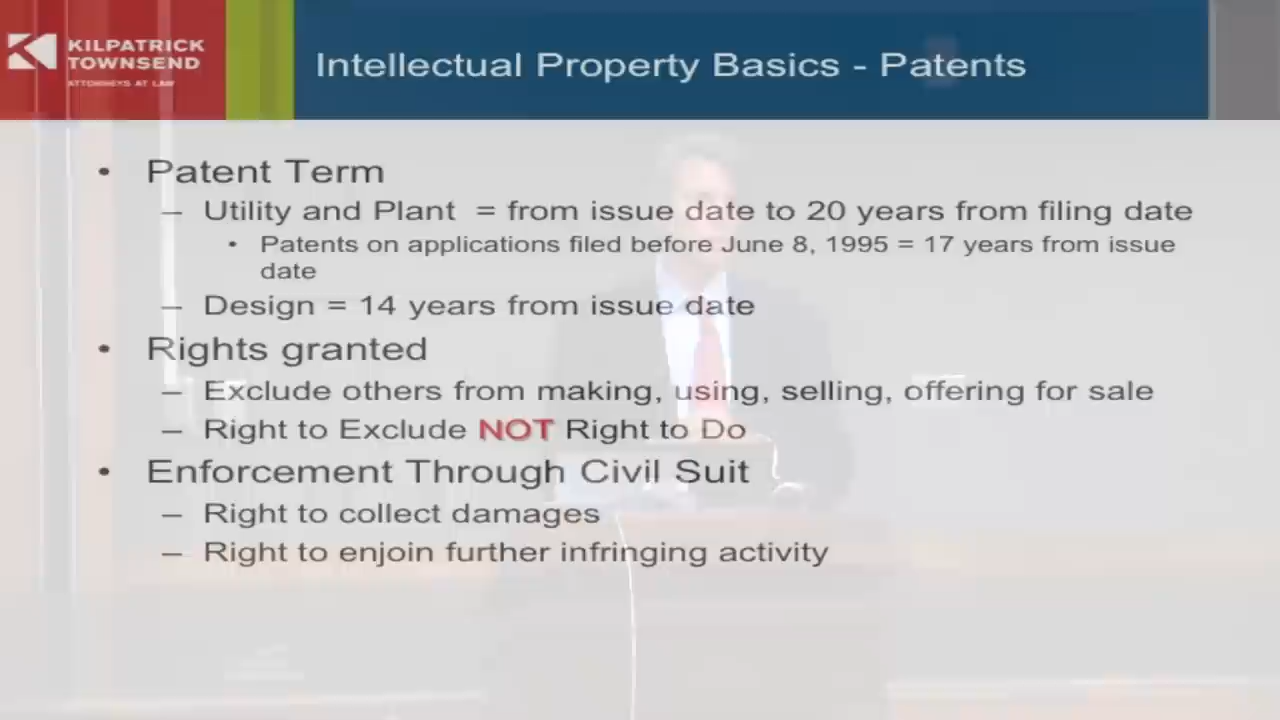 KILPATRICK
TOWNSEND
ATTORNEYS AT LAW
Intellectual Property Basics - Patents
• Patent Term
– Utility and Plant = from issue date to 20 years from filing date
• Patents on applications filed before June 8, 1995 = 17 years from issue
date
– Design = 14 years from issue date
• Rights granted
– Exclude others from making, using, selling, offering for sale
– Right to Exclude NOT Right to Do
• Enforcement Through Civil Suit
– Right to collect damages
– Right to enjoin further infringing activity